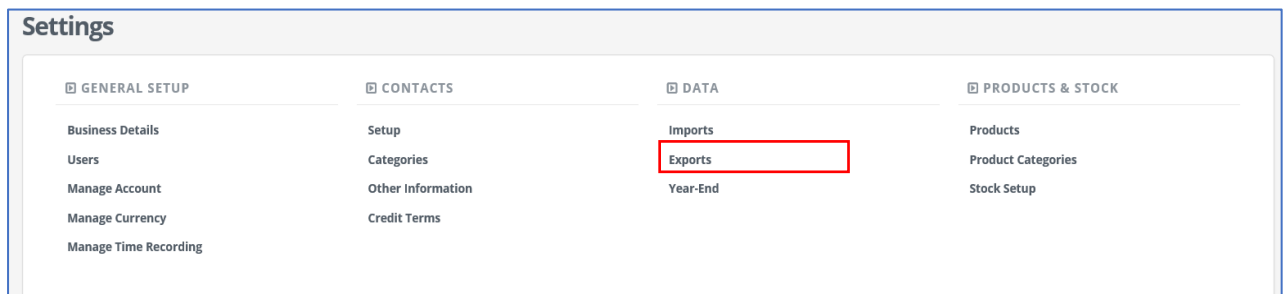 Settings
GENERAL SETUP
Business Details
Users
Manage Account
Manage Currency
Manage Time Recording
CONTACTS
Setup
Categories
Other Information
Credit Terms
DATA
Imports
Exports
Year-End
PRODUCTS & STOCK
Products
Product Categories
Stock Setup